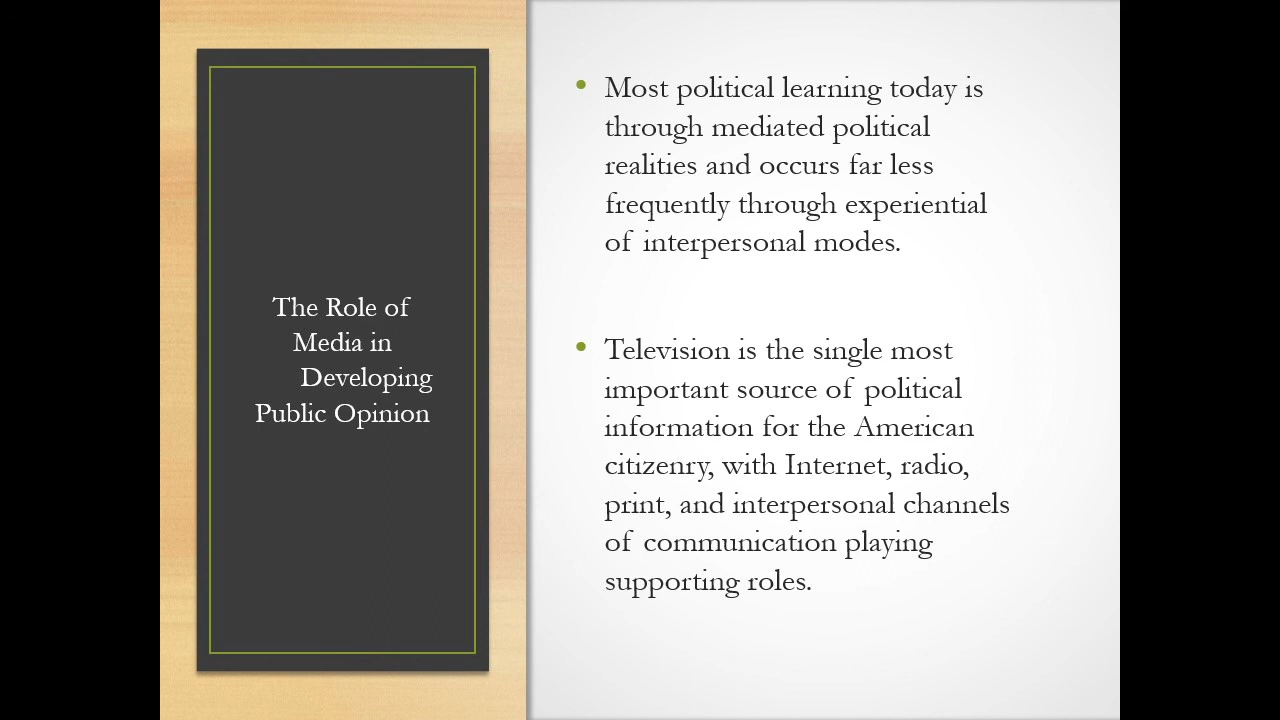 The Role of
Media in
Developing
Public Opinion
• Most political learning today is
through mediated political
realities and occurs far less
frequently through experiential
of interpersonal modes.
• Television is the single most
important source of political
information for the American
citizenry, with Internet, radio,
print, and interpersonal channels
of communication playing
supporting roles.